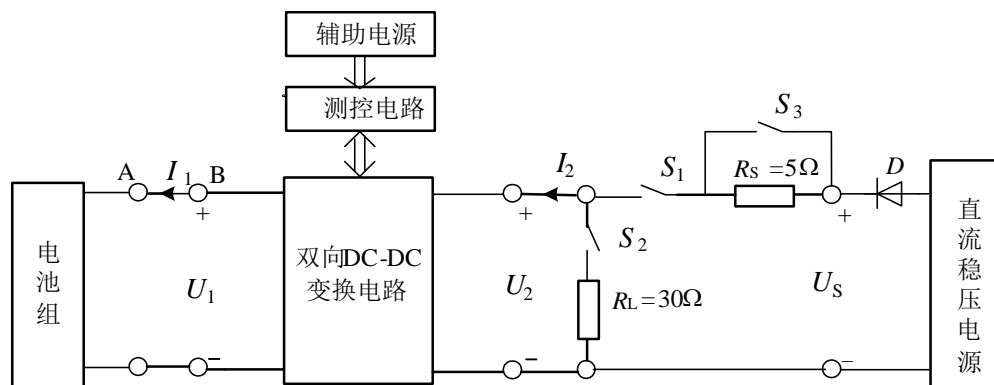 辅助电源
测控电路
A
I 1
B
+
I2
S1
S3
RS=5Ω
+
D
+
电池组
U1
双向DC-DC
变换电路
U2
S2
RL=30Ω
US
直流稳压电源
−
−
−